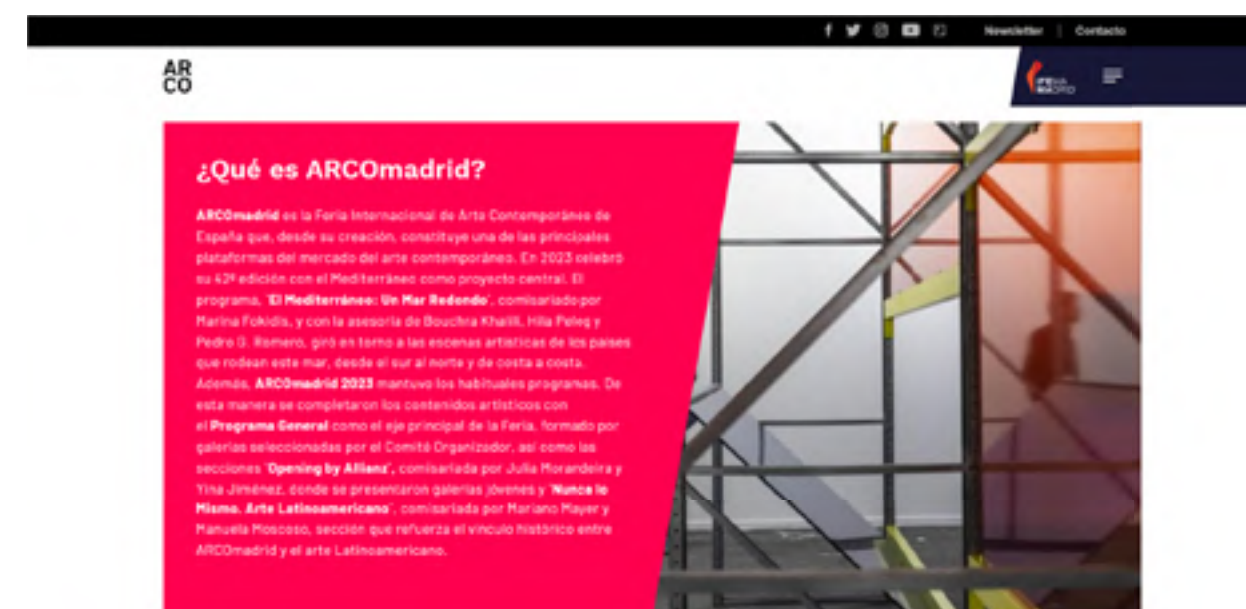 Newsletter | Contacto
AR
CO
IFEMA
MADRID
¿Qué es ARCOmadrid?
ARCOmadrid es la Feria Internacional de Arte Contemporáneo de
España que, desde su creación, constituye una de las principales
plataformas del mercado del arte contemporáneo. En 2023 celebró
su 42ª edición con el Mediterráneo como proyecto central. El
programa, 'El Mediterráneo: Un Mar Redondo', comisariado por
Marina Fokidis, y con la asesoría de Bouchra Khalili, Hila Peleg y
Pedro G. Romero, giró en torno a las escenas artísticas de los países
que rodean este mar, desde el sur al norte y de costa a costa.
Además, ARCOmadrid 2023 mantuvo los habituales programas. De
esta manera se completaron los contenidos artísticos con
el Programa General como el eje principal de la Feria, formado por
galerías seleccionadas por el Comité Organizador, así como las
secciones 'Opening by Allianz', comisariada por Julia Morandeira y
Yina Jiménez, donde se presentaron galerías jóvenes y 'Nunca lo
Mismo. Arte Latinoamericano', comisariada por Mariano Mayer y
Manuela Moscoso, sección que refuerza el vínculo histórico entre
ARCOmadrid y el arte Latinoamericano.